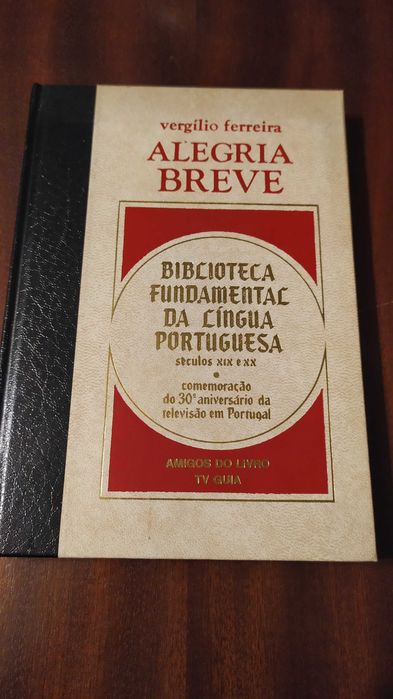 vergílio ferreira
ALEGRIA
BREVE
BIBLIOTECA
FUNDAMENTAL
DA LÍNGUA
PORTUGUESA
séculos XIX e XX
•
comemoração
do 30º aniversário da
televisão em Portugal
AMIGOS DO LIVRO
TV GUIA